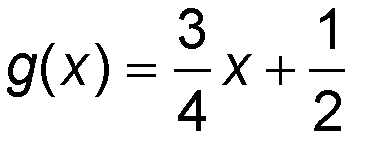 g(x) = 3/4 x + 1/2